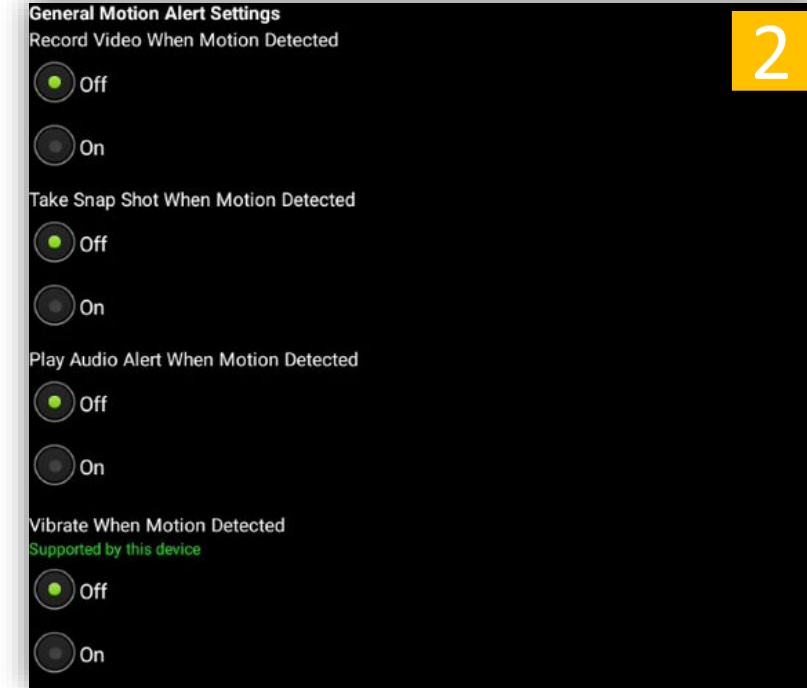 General Motion Alert Settings
2
Record Video When Motion Detected
Off
On
Take Snap Shot When Motion Detected
Off
On
Play Audio Alert When Motion Detected
Off
On
Vibrate When Motion Detected
Supported by this device
Off
On